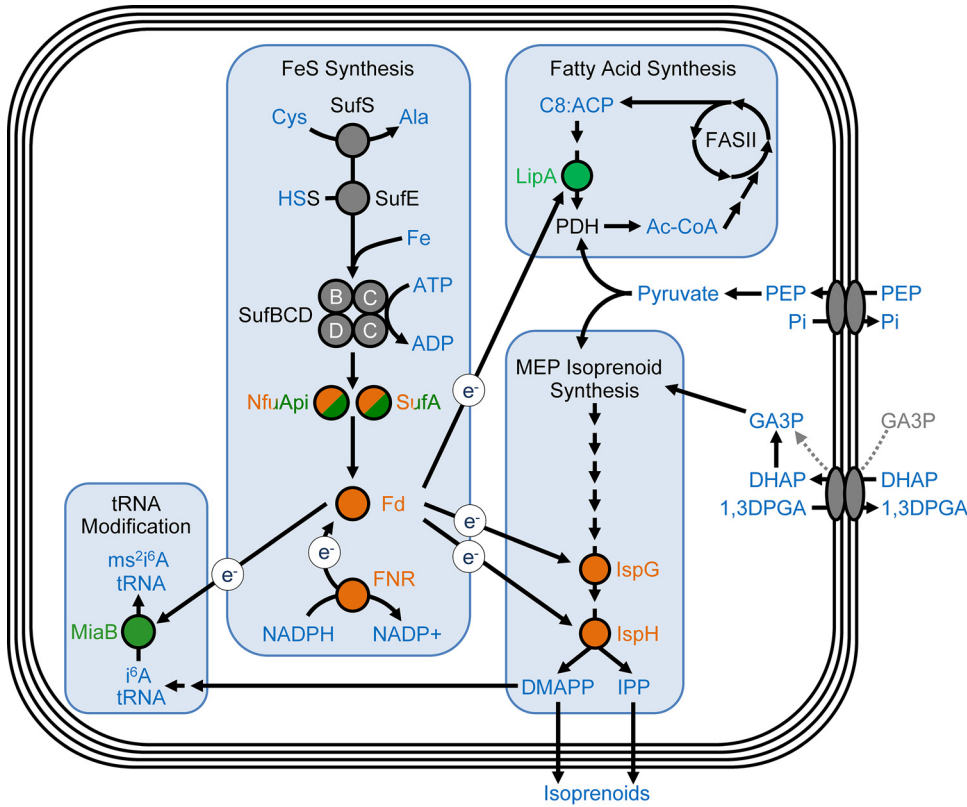 FeS Synthesis
SufS
Cys
Ala
HSS
SufE
Fe
ATP
B C
SufBCD
D C
ADP
NfuApi
SufA
Fd
e-
FNR
NADPH
NADP+
Fatty Acid Synthesis
C8:ACP
FASII
LipA
PDH
Ac-CoA
Pyruvate
PEP
PEP
Pi
Pi
MEP Isoprenoid
Synthesis
e-
GA3P
GA3P
DHAP
DHAP
1,3DPGA
1,3DPGA
e-
e-
IspG
IspH
DMAPP
IPP
Isoprenoids
tRNA
Modification
ms²i⁶A
tRNA
e-
MiaB
i⁶A
tRNA